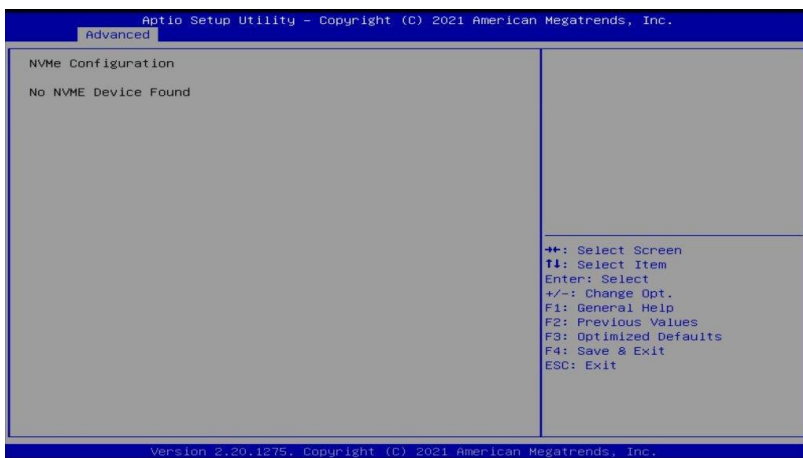 Aptio Setup Utility – Copyright (C) 2021 American Megatrends, Inc.
Advanced
NVMe Configuration
No NVME Device Found
→←: Select Screen
↑↓: Select Item
Enter: Select
+/-: Change Opt.
F1: General Help
F2: Previous Values
F3: Optimized Defaults
F4: Save & Exit
ESC: Exit
Version 2.20.1275. Copyright (C) 2021 American Megatrends, Inc.